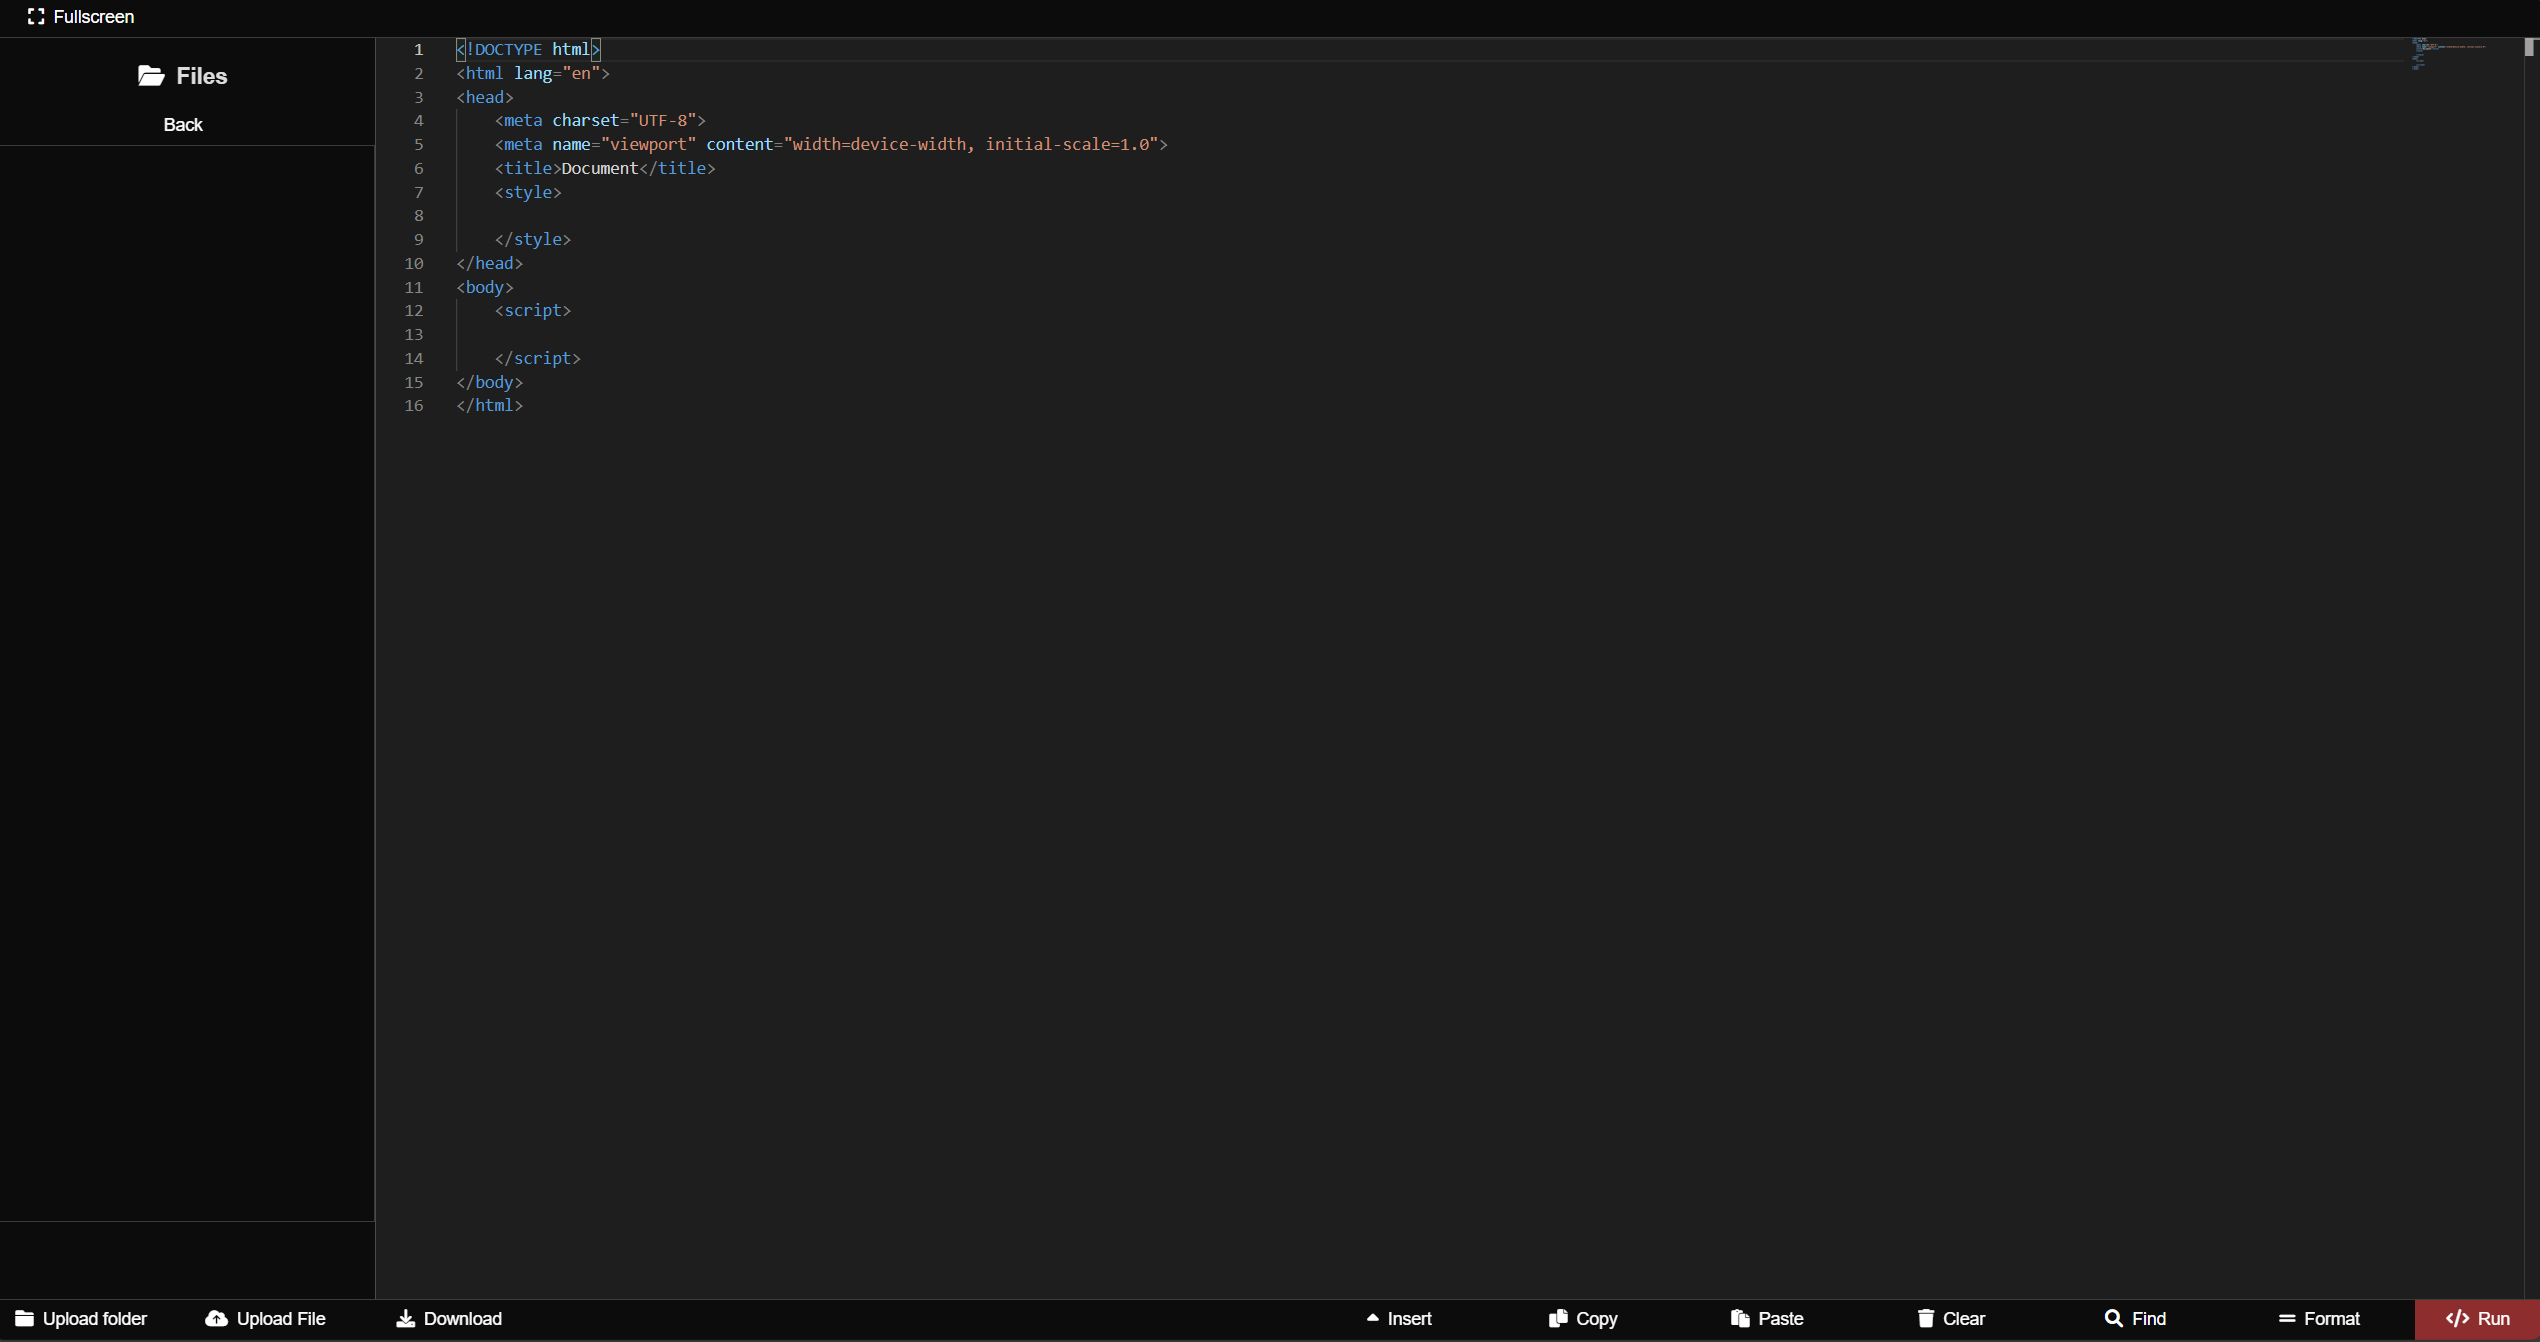 Fullscreen
Files
Back
1 <!DOCTYPE html>
2 <html lang="en">
3 <head>
4     <meta charset="UTF-8">
5     <meta name="viewport" content="width=device-width, initial-scale=1.0">
6     <title>Document</title>
7     <style>
8
9     </style>
10 </head>
11 <body>
12     <script>
13
14     </script>
15 </body>
16 </html>
Upload folder Upload File Download Insert Copy Paste Clear Find Format </> Run